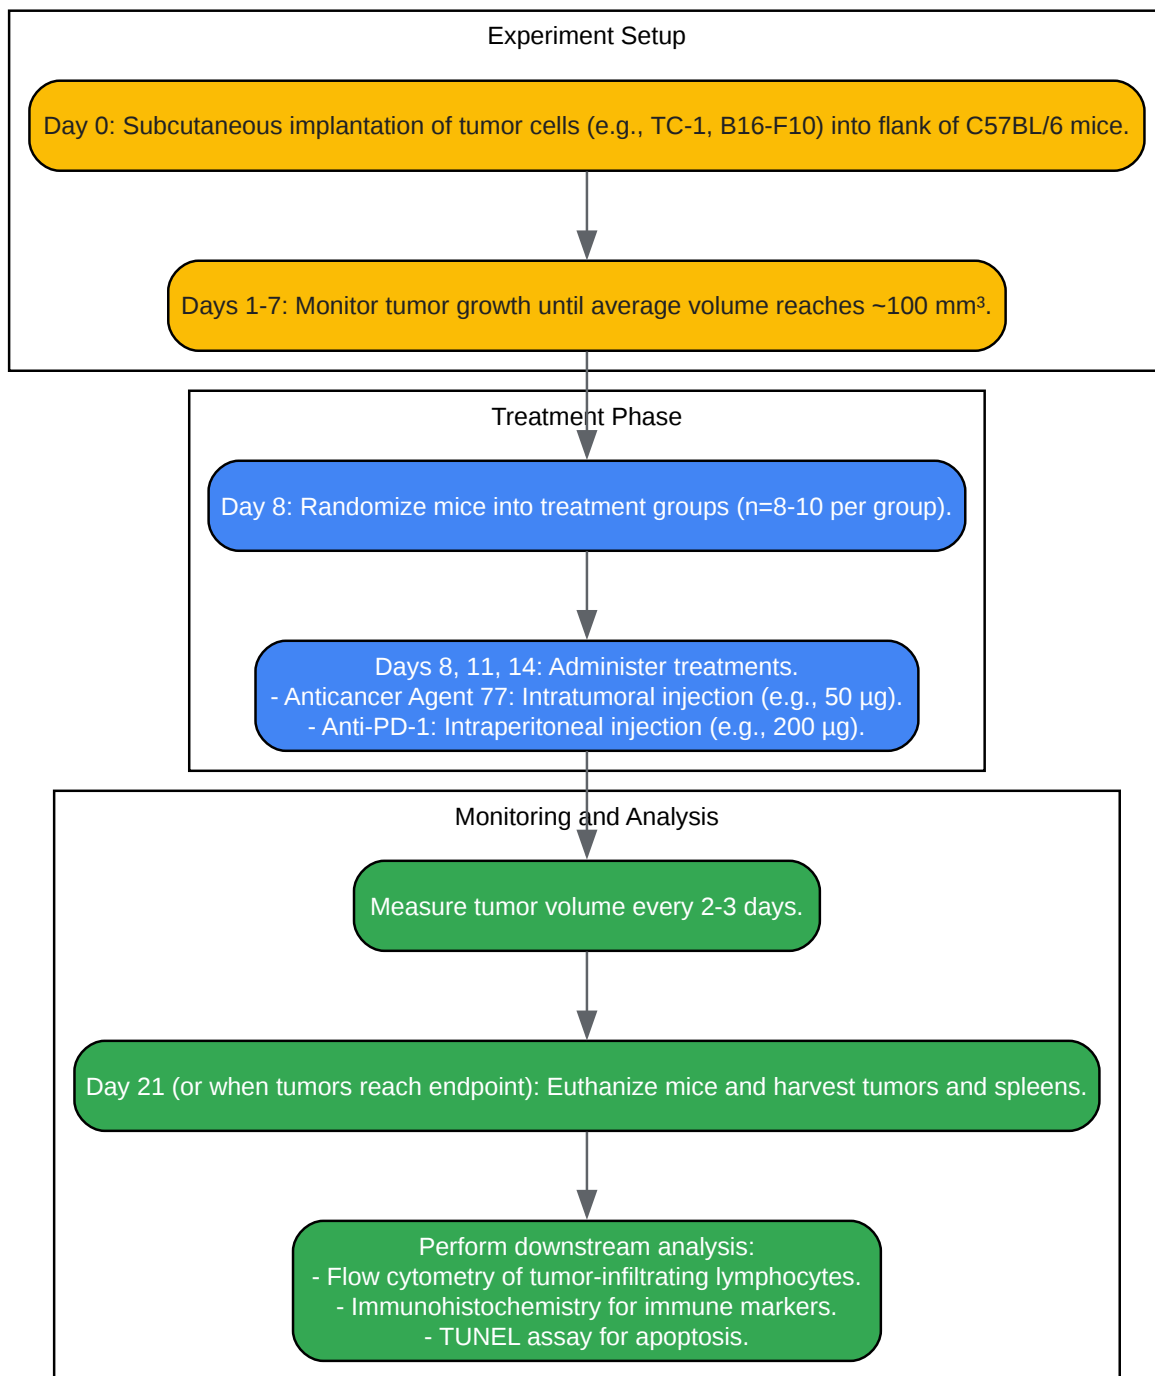 Experiment Setup
Day 0: Subcutaneous implantation of tumor cells (e.g., TC-1, B16-F10) into flank of C57BL/6 mice.
Days 1-7: Monitor tumor growth until average volume reaches ~100 mm³.
Treatment Phase
Day 8: Randomize mice into treatment groups (n=8-10 per group).
Days 8, 11, 14: Administer treatments.
- Anticancer Agent 77: Intratumoral injection (e.g., 50 µg).
- Anti-PD-1: Intraperitoneal injection (e.g., 200 µg).
Monitoring and Analysis
Measure tumor volume every 2-3 days.
Day 21 (or when tumors reach endpoint): Euthanize mice and harvest tumors and spleens.
Perform downstream analysis:
- Flow cytometry of tumor-infiltrating lymphocytes.
- Immunohistochemistry for immune markers.
- TUNEL assay for apoptosis.